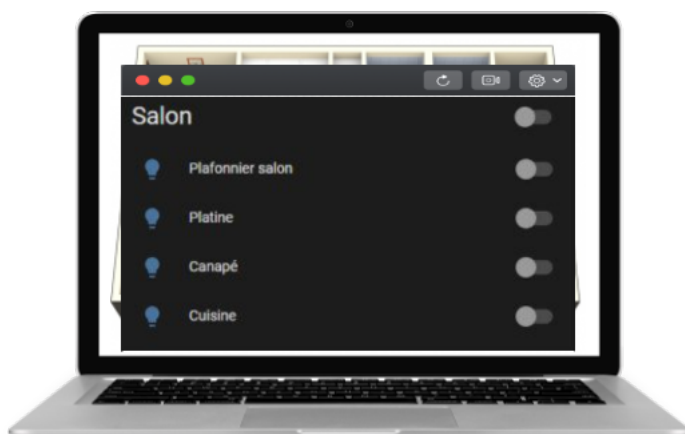 Salon
Plafonnier salon
Platine
Canapé
Cuisine